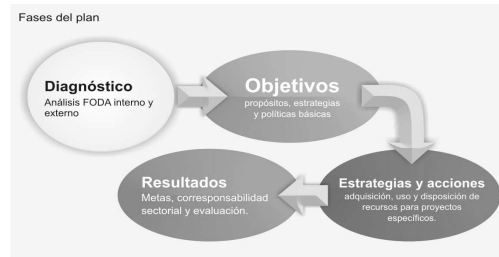 Fases del plan
Diagnóstico
Análisis FODA interno y
externo
Objetivos
propósitos, estrategias
y políticas básicas
Estrategias y acciones
adquisición, uso y disposición de
recursos para proyectos
específicos.
Resultados
Metas, corresponsabilidad
sectorial y evaluación.